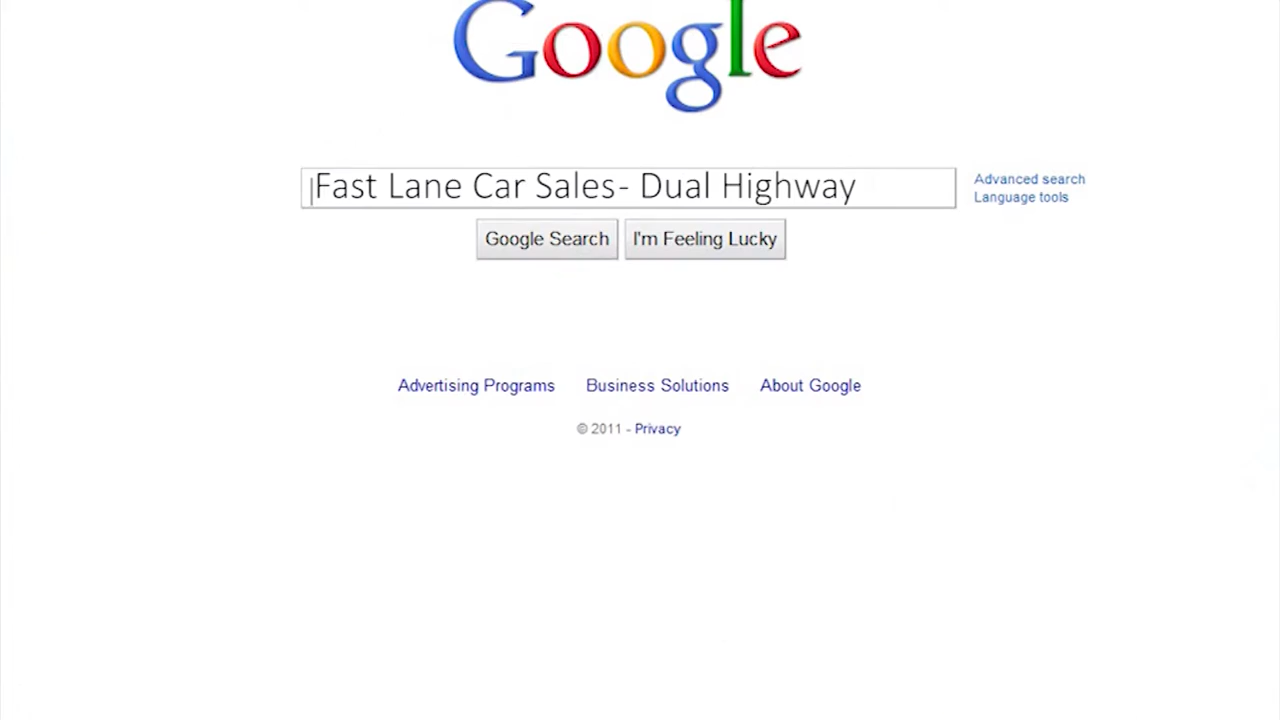 Google
Fast Lane Car Sales- Dual Highway
Advanced search
Language tools
Google Search
I'm Feeling Lucky
Advertising Programs
Business Solutions
About Google
© 2011 - Privacy